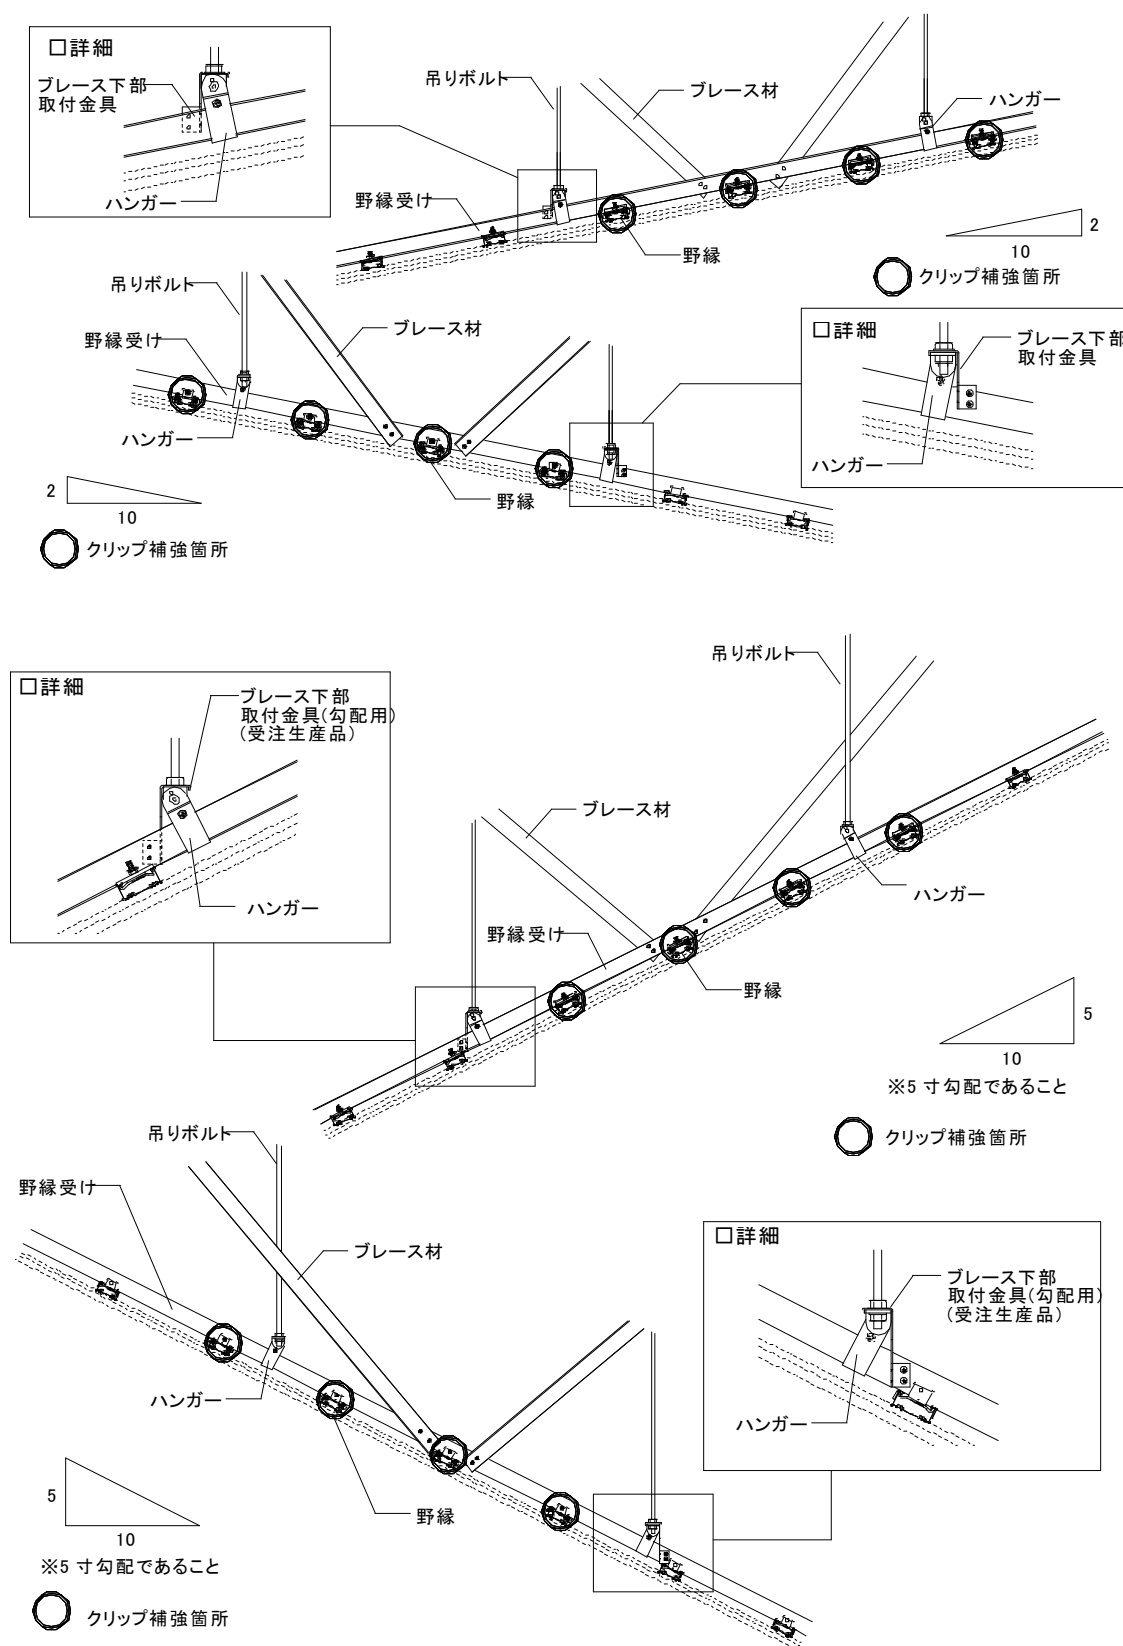 □詳細
ブレース下部
取付金具
ハンガー
吊りボルト
ブレース材
ハンガー
野縁受け
野縁
2
10
クリップ補強箇所
吊りボルト
野縁受け
ブレース材
ハンガー
野縁
2
10
クリップ補強箇所
□詳細
ブレース下部
取付金具
ハンガー
□詳細
ブレース下部
取付金具(勾配用)
(受注生産品)
ハンガー
吊りボルト
ブレース材
ハンガー
野縁受け
野縁
5
10
※5寸勾配であること
クリップ補強箇所
吊りボルト
野縁受け
ブレース材
ハンガー
野縁
5
10
※5寸勾配であること
クリップ補強箇所
□詳細
ブレース下部
取付金具(勾配用)
(受注生産品)
ハンガー